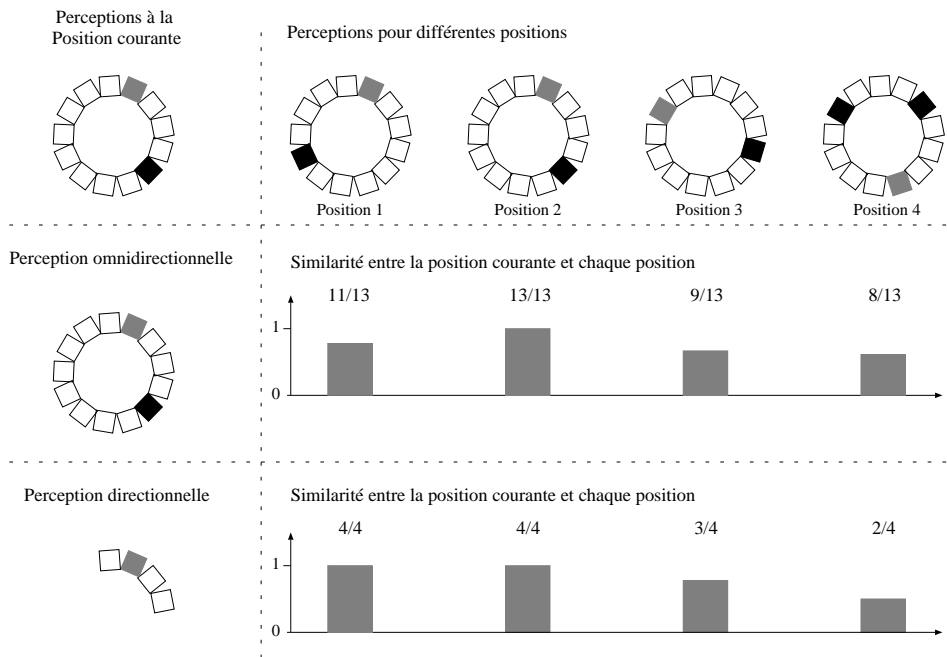 Perceptions à la
Position courante
Perceptions pour différentes positions
Position 1
Position 2
Position 3
Position 4
Perception omnidirectionnelle
Similarité entre la position courante et chaque position
11/13
13/13
9/13
8/13
1
0
Perception directionnelle
Similarité entre la position courante et chaque position
4/4
4/4
3/4
2/4
1
0